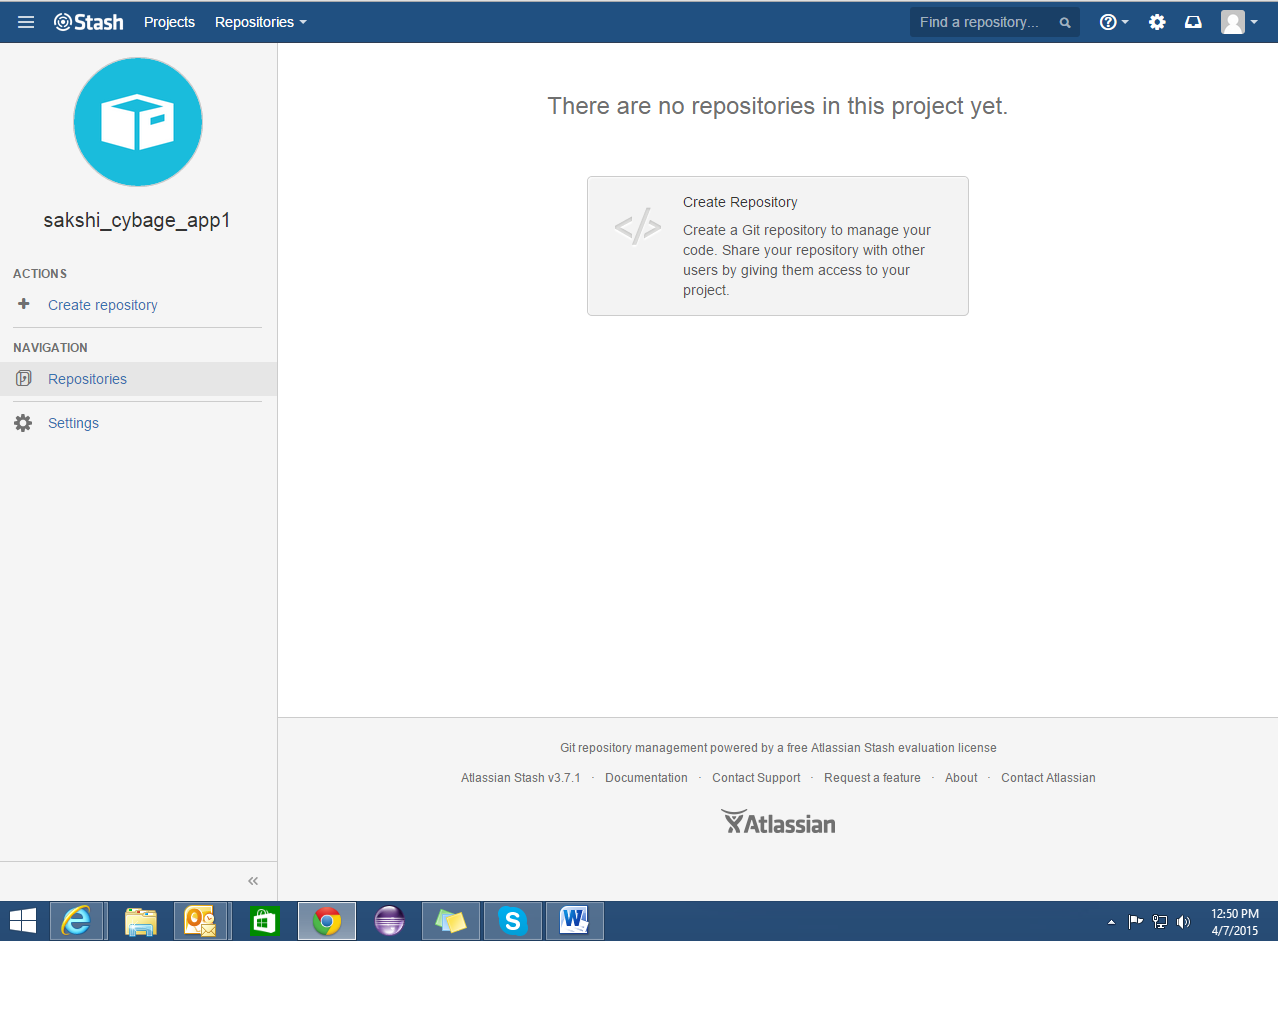 Stash Projects Repositories Find a repository...
sakshi_cybage_app1
ACTIONS
Create repository
NAVIGATION
Repositories
Settings
There are no repositories in this project yet.
Create Repository
Create a Git repository to manage your
code. Share your repository with other
users by giving them access to your
project.
Git repository management powered by a free Atlassian Stash evaluation license
Atlassian Stash v3.7.1 · Documentation · Contact Support · Request a feature · About · Contact Atlassian
Atlassian
12:50 PM
4/7/2015